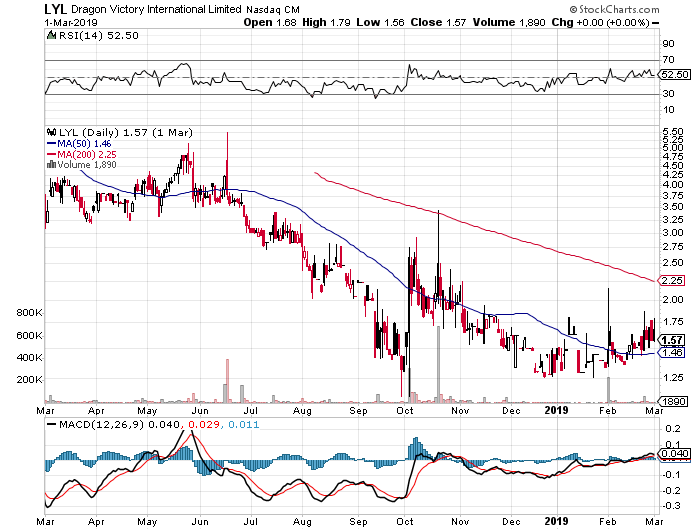 LYL Dragon Victory International Limited Nasdaq CM © StockCharts.com
1-Mar-2019 Open 1.68 High 1.79 Low 1.56 Close 1.57 Volume 1,890 Chg +0.00 (+0.00%)
RSI(14) 52.50
90
70
52.50
30
10
LYL (Daily) 1.57 (1 Mar)
MA(50) 1.46
MA(200) 2.25
Volume 1,890
5.50
5.25
5.00
4.75
4.50
4.25
4.00
3.75
3.50
3.25
3.00
2.75
2.50
2.25
2.00
1.75
1.57
1.46
1.25
1890
800K
600K
400K
200K
Mar Apr May Jun Jul Aug Sep Oct Nov Dec 2019 Feb Mar
MACD(12,26,9) 0.040, 0.029, 0.011
0.2
0.1
0.040
-0.1
-0.2
-0.3
Mar Apr May Jun Jul Aug Sep Oct Nov Dec 2019 Feb Mar